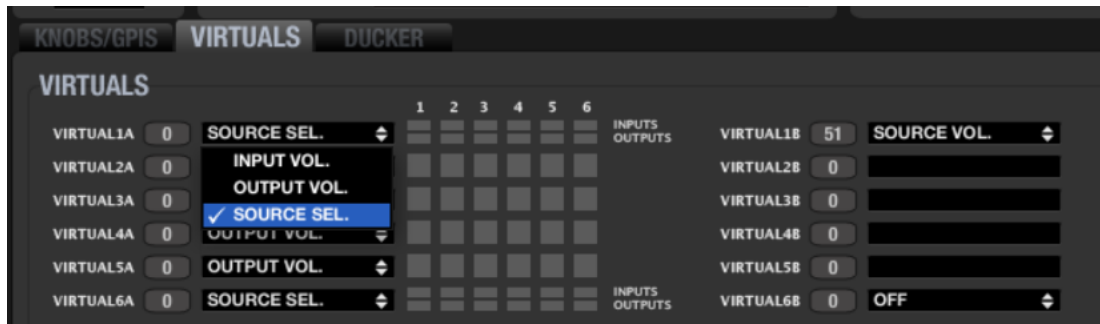 KNOBS/GPIS VIRTUALS DUCKER
VIRTUALS
1 2 3 4 5 6
VIRTUAL1A 0 SOURCE SEL. INPUTS OUTPUTS VIRTUAL1B 51 SOURCE VOL.
INPUT VOL.
VIRTUAL2A 0 VIRTUAL2B 0
OUTPUT VOL.
VIRTUAL3A 0 VIRTUAL3B 0
✓ SOURCE SEL.
VIRTUAL4A 0 OUTPUT VOL. VIRTUAL4B 0
VIRTUAL5A 0 OUTPUT VOL. VIRTUAL5B 0
VIRTUAL6A 0 SOURCE SEL. INPUTS OUTPUTS VIRTUAL6B 0 OFF